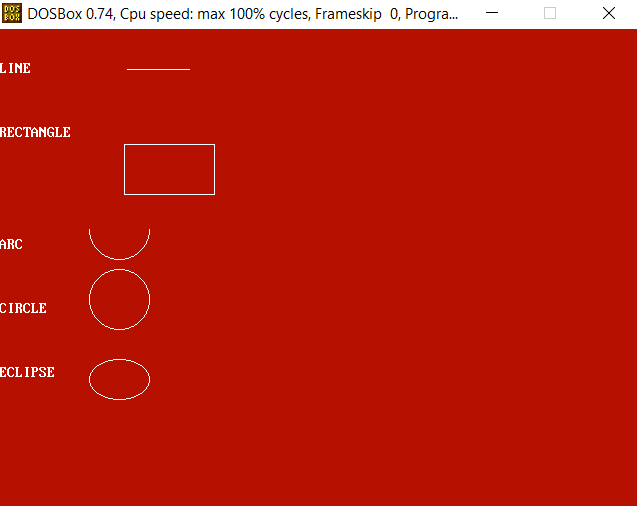 DOSBox 0.74, Cpu speed: max 100% cycles, Frameskip 0, Progra...
LINE
RECTANGLE
ARC
CIRCLE
ECLIPSE